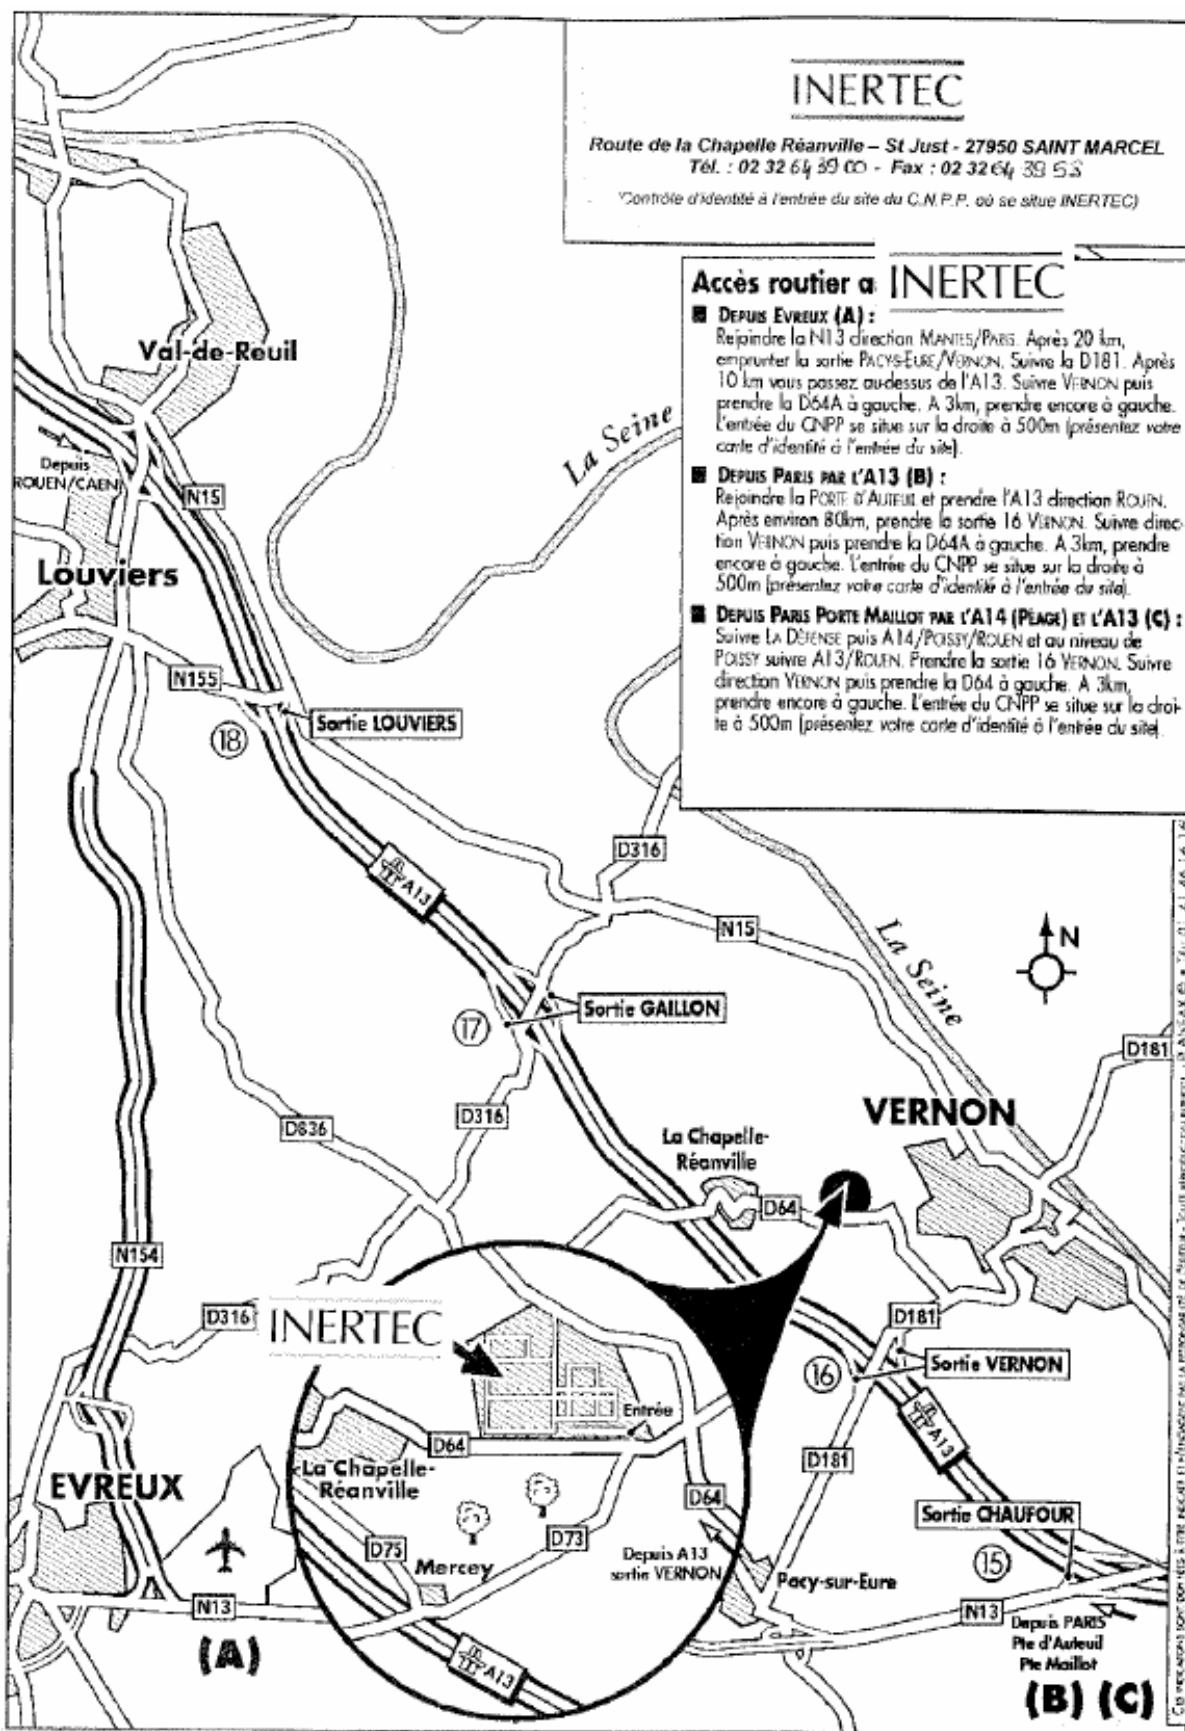 INERTEC
Route de la Chapelle Réanville – St Just - 27950 SAINT MARCEL
Tél. : 02 32 64 39 00 - Fax : 02 32 64 39 58
(Contrôle d'identité à l'entrée du site du C.N.P.P. où se situe INERTEC)
Accès routier a INERTEC
DEPUIS EVREUX (A) :
Rejoindre la N13 direction MANTES/PARIS. Après 20 km,
emprunter la sortie PACY-S-EURE/VERNON. Suivre la D181. Après
10 km vous passez au-dessus de l'A13. Suivre VERNON puis
prendre la D64A à gauche. A 3km, prendre encore à gauche.
L'entrée du CNPP se situe sur la droite à 500m (présentez votre
carte d'identité à l'entrée du site).
DEPUIS PARIS PAR L'A13 (B) :
Rejoindre la PORTE D'AUTEUIL et prendre l'A13 direction ROUEN.
Après environ 80km, prendre la sortie 16 VERNON. Suivre direc-
tion VERNON puis prendre la D64A à gauche. A 3km, prendre
encore à gauche. L'entrée du CNPP se situe sur la droite à
500m (présentez votre carte d'identité à l'entrée du site).
DEPUIS PARIS PORTE MAILLOT PAR L'A14 (PÉAGE) ET L'A13 (C) :
Suivre LA DÉFENSE puis A14/POISSY/ROUEN et au niveau de
POISSY suivre A13/ROUEN. Prendre la sortie 16 VERNON. Suivre
direction VERNON puis prendre la D64 à gauche. A 3km,
prendre encore à gauche. L'entrée du CNPP se situe sur la droi-
te à 500m (présentez votre carte d'identité à l'entrée du site).
Val-de-Reuil
La Seine
Depuis
ROUEN/CAEN
N15
Louviers
N155
Sortie LOUVIERS
18
D316
A13
N15
La Seine
N
Sortie GAILLON
17
D181
D316
D836
VERNON
La Chapelle-
Réanville
D64
N154
D316
INERTEC
D181
Sortie VERNON
16
Entrée
A13
D64
D181
La Chapelle-
Réanville
EVREUX
D64
Sortie CHAUFOUR
D75
D73
Mercey
Depuis A13
sortie VERNON
15
Pacy-sur-Eure
N13
N13
Depuis PARIS
Pte d'Auteuil
Pte Maillot
(A)
A13
(B) (C)